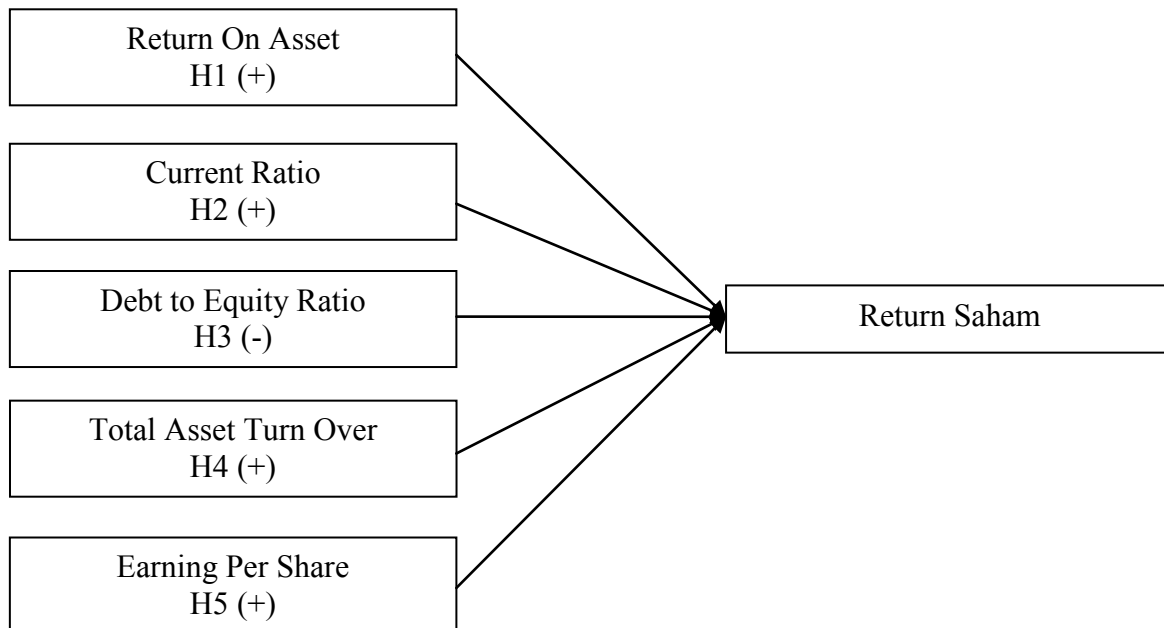 Return On Asset
H1 (+)
Current Ratio
H2 (+)
Debt to Equity Ratio
H3 (-)
Return Saham
Total Asset Turn Over
H4 (+)
Earning Per Share
H5 (+)